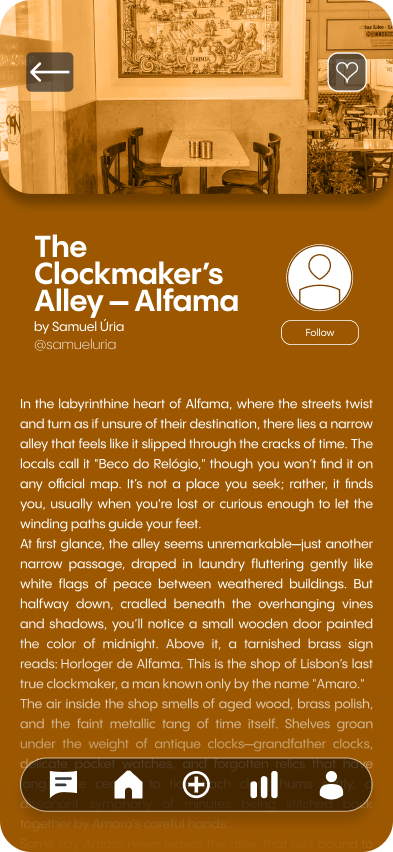 The
Clockmaker's
Alley – Alfama
by Samuel Úria
@samueluria
Follow
In the labyrinthine heart of Alfama, where the streets twist
and turn as if unsure of their destination, there lies a narrow
alley that feels like it slipped through the cracks of time. The
locals call it "Beco do Relógio," though you won't find it on
any official map. It's not a place you seek; rather, it finds
you, usually when you're lost or curious enough to let the
winding paths guide your feet.
At first glance, the alley seems unremarkable—just another
narrow passage, draped in laundry fluttering gently like
white flags of peace between weathered buildings. But
halfway down, cradled beneath the overhanging vines
and shadows, you'll notice a small wooden door painted
the color of midnight. Above it, a tarnished brass sign
reads: Horloger de Alfama. This is the shop of Lisbon's last
true clockmaker, a man known only by the name "Amaro."
The air inside the shop smells of aged wood, brass polish,
and the faint metallic tang of time itself. Shelves groan
under the weight of antique clocks—grandfather clocks,
delicate pocket watches, and forgotten relics that have
together by Amaro's careful hands.